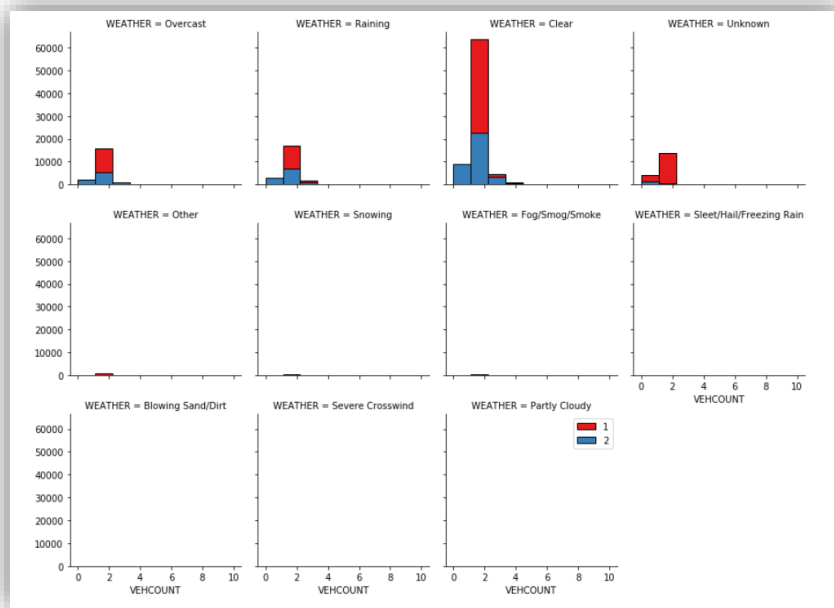 WEATHER = Overcast
WEATHER = Raining
WEATHER = Clear
WEATHER = Unknown
60000
50000
40000
30000
20000
10000
0
WEATHER = Other
WEATHER = Snowing
WEATHER = Fog/Smog/Smoke
WEATHER = Sleet/Hail/Freezing Rain
60000
50000
40000
30000
20000
10000
0
0 2 4 6 8 10
VEHCOUNT
WEATHER = Blowing Sand/Dirt
WEATHER = Severe Crosswind
WEATHER = Partly Cloudy
1
2
60000
50000
40000
30000
20000
10000
0
0 2 4 6 8 10
VEHCOUNT
0 2 4 6 8 10
VEHCOUNT
0 2 4 6 8 10
VEHCOUNT